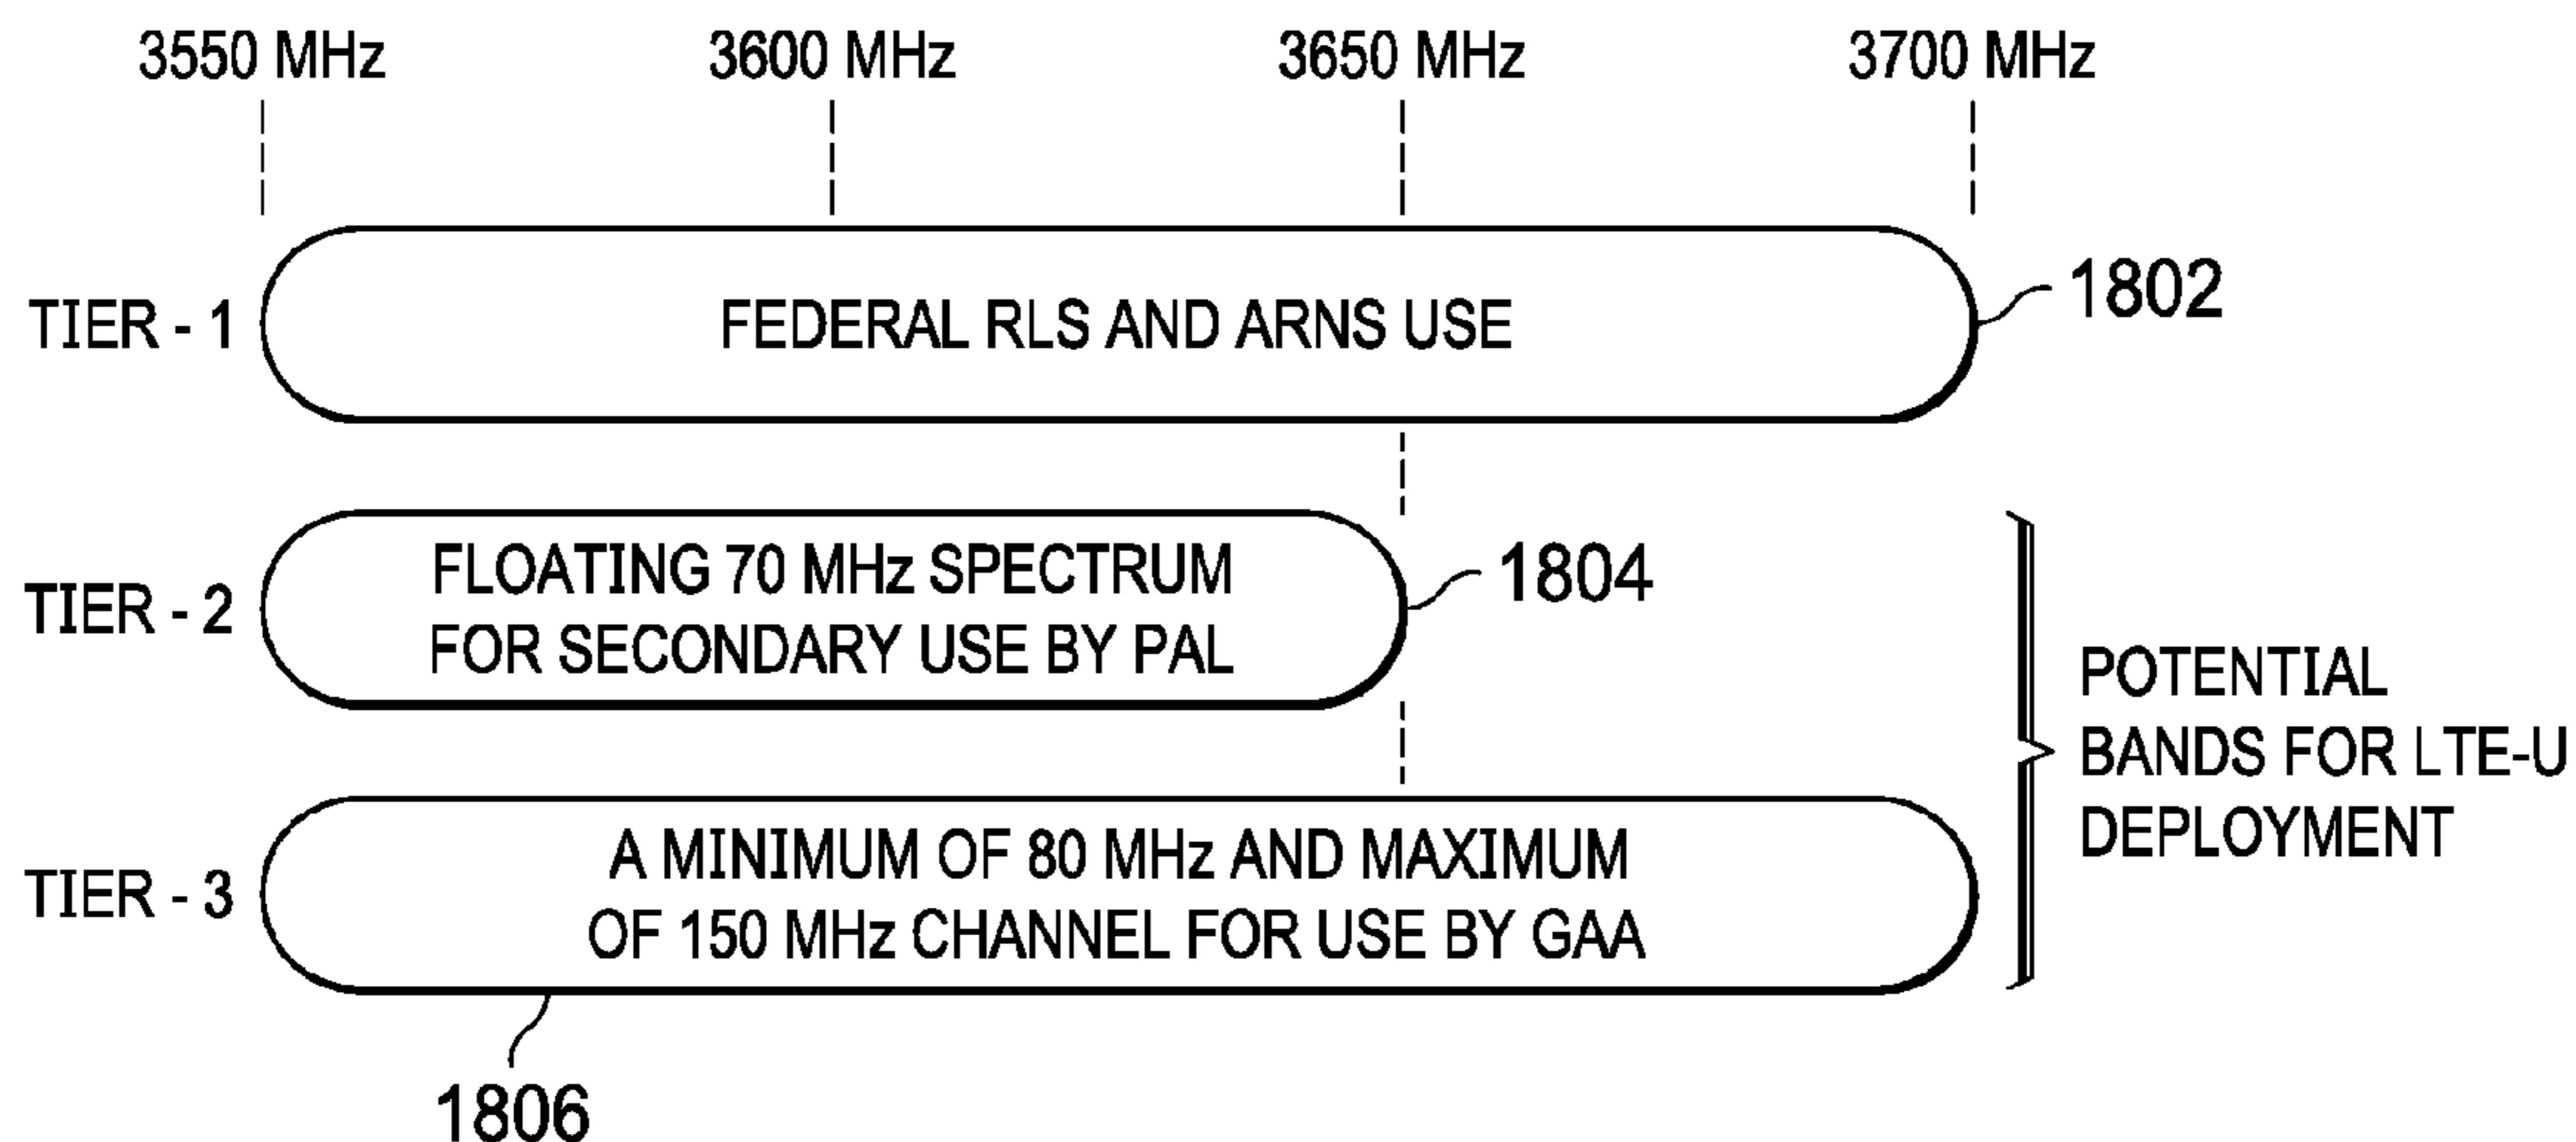 3550 MHz 3600 MHz 3650 MHz 3700 MHz
TIER - 1 FEDERAL RLS AND ARNS USE 1802
TIER - 2 FLOATING 70 MHz SPECTRUM
FOR SECONDARY USE BY PAL 1804
TIER - 3 A MINIMUM OF 80 MHz AND MAXIMUM
OF 150 MHz CHANNEL FOR USE BY GAA
1806
POTENTIAL
BANDS FOR LTE-U
DEPLOYMENT